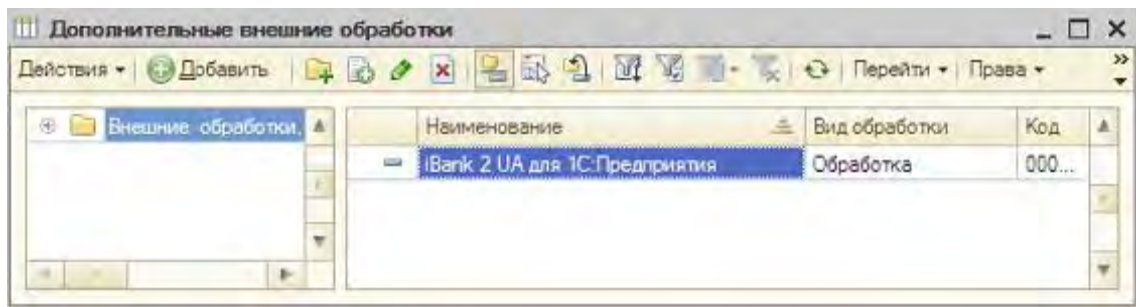 Дополнительные внешние обработки
Действия Добавить Перейти Права
Внешние обработки,
Наименование Вид обработки Код
iBank 2 UA для 1С:Предприятия Обработка 000...